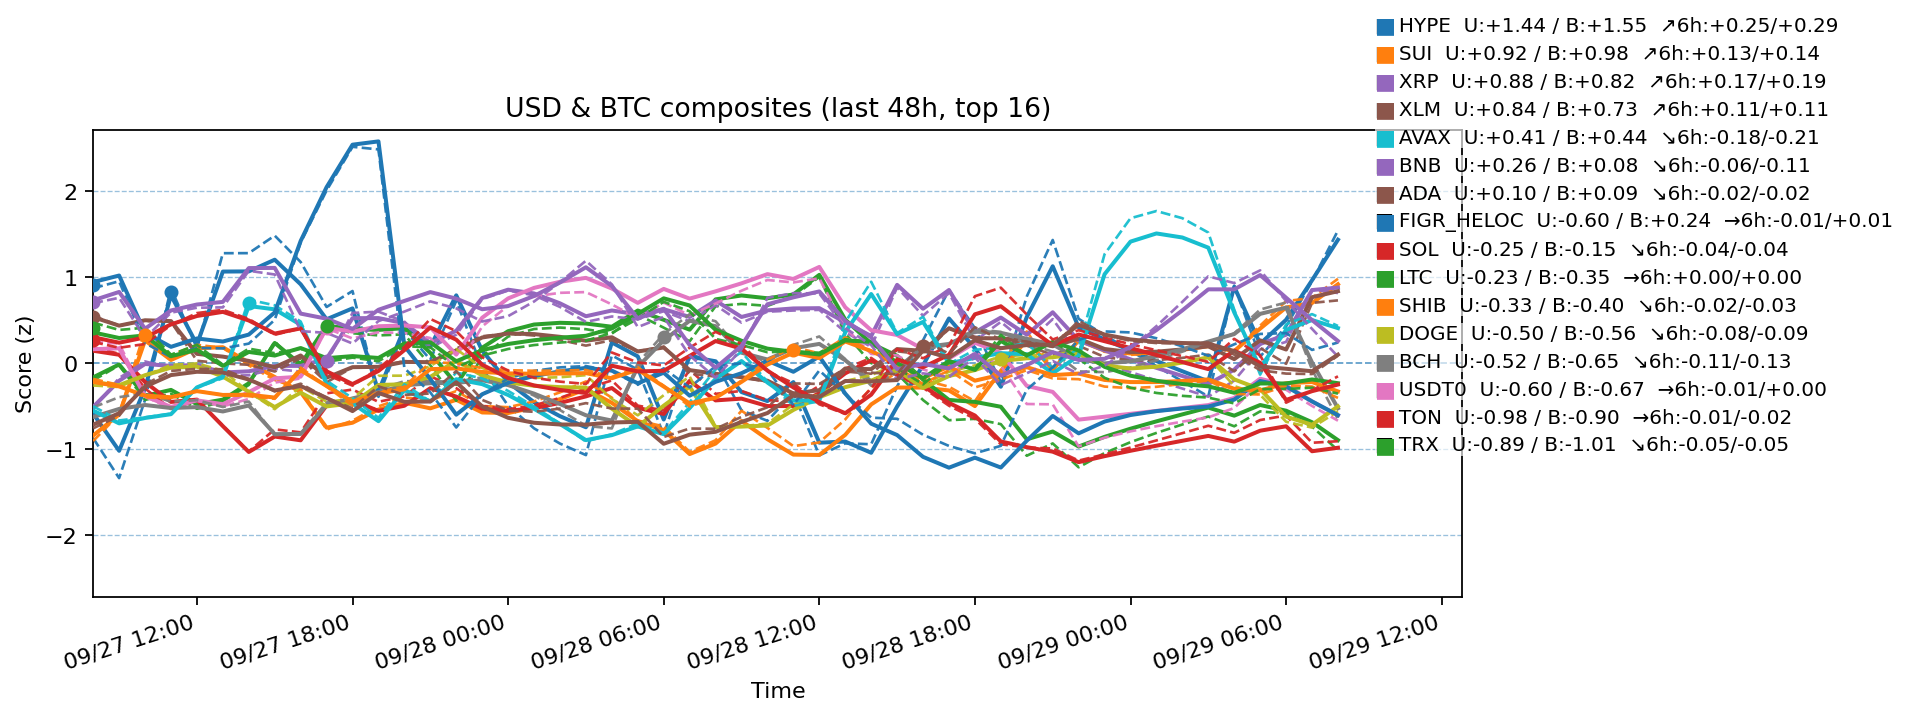 HYPE U:+1.44 / B:+1.55 ↗6h:+0.25/+0.29
SUI U:+0.92 / B:+0.98 ↗6h:+0.13/+0.14
XRP U:+0.88 / B:+0.82 ↗6h:+0.17/+0.19
XLM U:+0.84 / B:+0.73 ↗6h:+0.11/+0.11
AVAX U:+0.41 / B:+0.44 ↘6h:-0.18/-0.21
BNB U:+0.26 / B:+0.08 ↘6h:-0.06/-0.11
ADA U:+0.10 / B:+0.09 ↘6h:-0.02/-0.02
FIGR_HELOC U:-0.60 / B:+0.24 →6h:-0.01/+0.01
SOL U:-0.25 / B:-0.15 ↘6h:-0.04/-0.04
LTC U:-0.23 / B:-0.35 →6h:+0.00/+0.00
SHIB U:-0.33 / B:-0.40 ↘6h:-0.02/-0.03
DOGE U:-0.50 / B:-0.56 ↘6h:-0.08/-0.09
BCH U:-0.52 / B:-0.65 ↘6h:-0.11/-0.13
USDT0 U:-0.60 / B:-0.67 →6h:-0.01/+0.00
TON U:-0.98 / B:-0.90 →6h:-0.01/-0.02
TRX U:-0.89 / B:-1.01 ↘6h:-0.05/-0.05
USD & BTC composites (last 48h, top 16)
Score (z)
2
1
0
−1
−2
09/27 12:00
09/27 18:00
09/28 00:00
09/28 06:00
09/28 12:00
09/28 18:00
09/29 00:00
09/29 06:00
09/29 12:00
Time